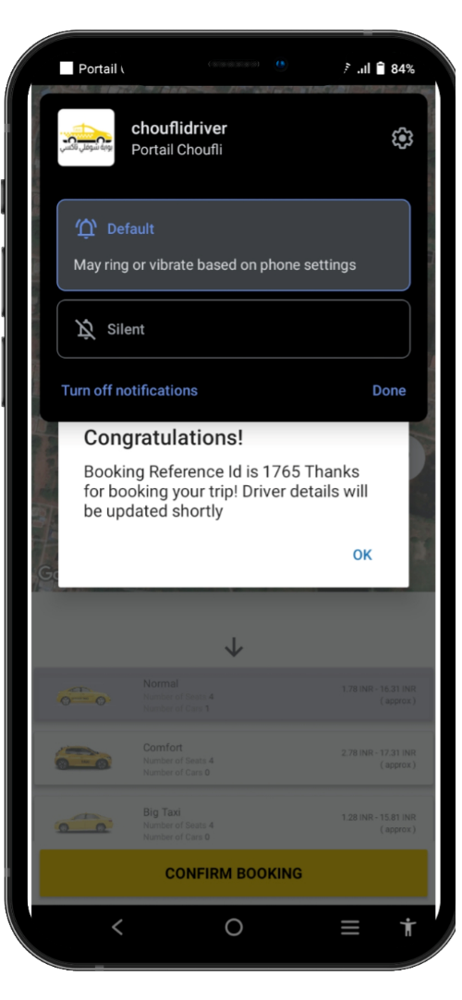 Portail
84%
chouflidriver
Portail Choufli
بوابة شوفلي تاكسي
Default
May ring or vibrate based on phone settings
Silent
Turn off notifications
Done
Congratulations!
Booking Reference Id is 1765 Thanks
for booking your trip! Driver details will
be updated shortly
OK
Go
Normal
Number of Seats 4
Number of Cars 1
1.78 INR - 16.31 INR
( approx )
Comfort
Number of Seats 4
Number of Cars 0
2.78 INR - 17.31 INR
( approx )
Big Taxi
Number of Seats 4
Number of Cars 0
1.28 INR - 15.81 INR
( approx )
CONFIRM BOOKING